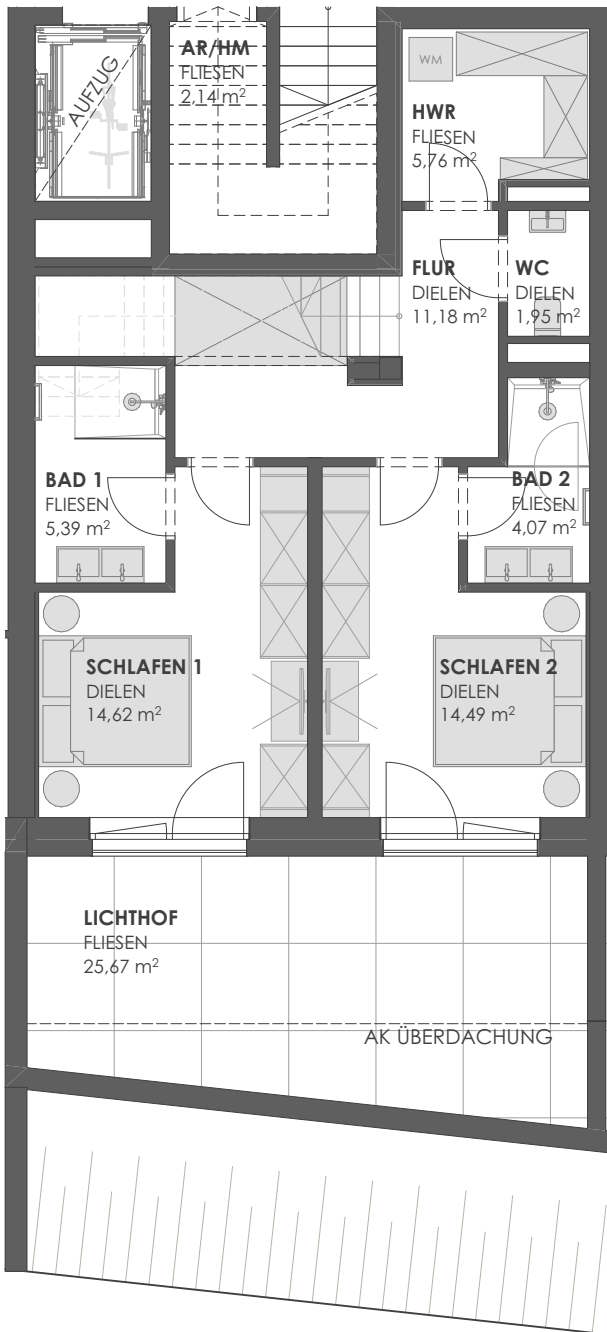 AUFZUG
AR/HM
FLIESEN
2,14 m²
WM
HWR
FLIESEN
5,76 m²
FLUR
DIELEN
11,18 m²
WC
DIELEN
1,95 m²
BAD 1
FLIESEN
5,39 m²
BAD 2
FLIESEN
4,07 m²
SCHLAFEN 1
DIELEN
14,62 m²
SCHLAFEN 2
DIELEN
14,49 m²
LICHTHOF
FLIESEN
25,67 m²
AK ÜBERDACHUNG